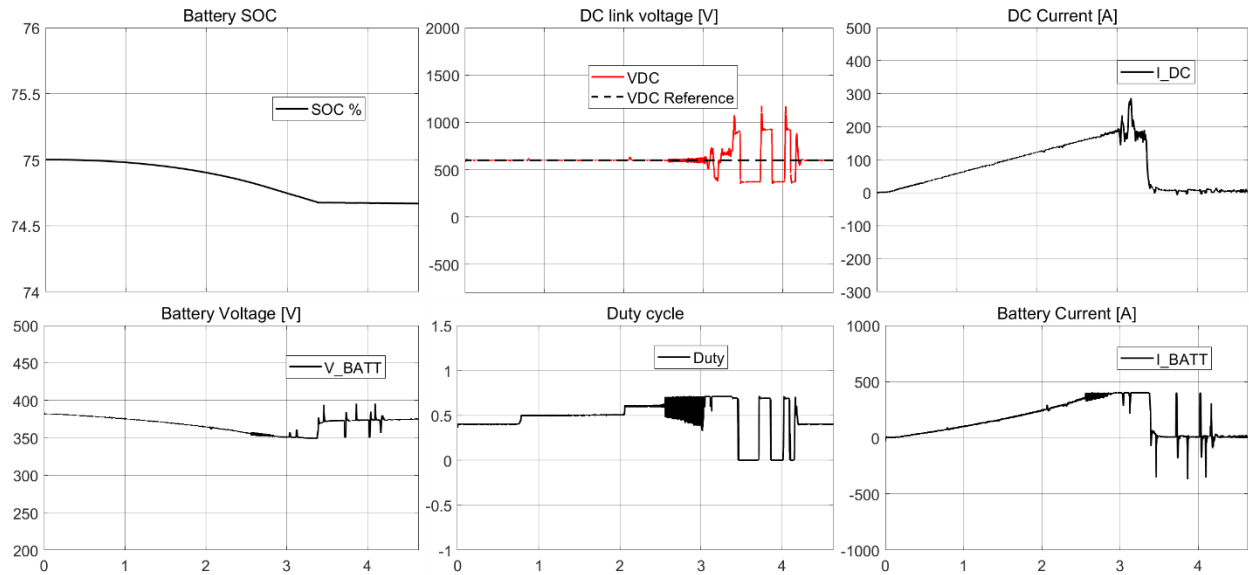 Battery SOC
76
75.5
75
74.5
74
SOC %
DC link voltage [V]
2000
1500
1000
500
0
-500
VDC
VDC Reference
DC Current [A]
500
400
300
200
100
0
-100
-200
-300
I_DC
Battery Voltage [V]
500
450
400
350
300
250
200
V_BATT
0 1 2 3 4
Duty cycle
1.5
1
0.5
0
-0.5
-1
Duty
0 1 2 3 4
Battery Current [A]
1000
500
0
-500
-1000
I_BATT
0 1 2 3 4